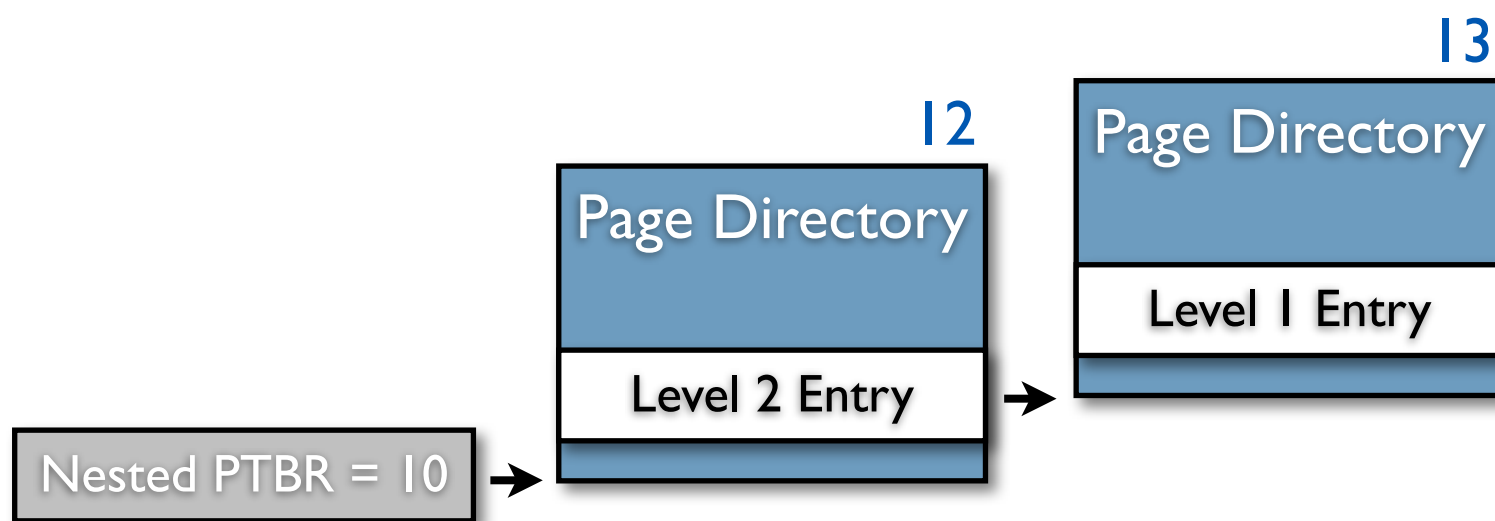 13
Page Directory
Level 1 Entry
12
Page Directory
Level 2 Entry
Nested PTBR = 10